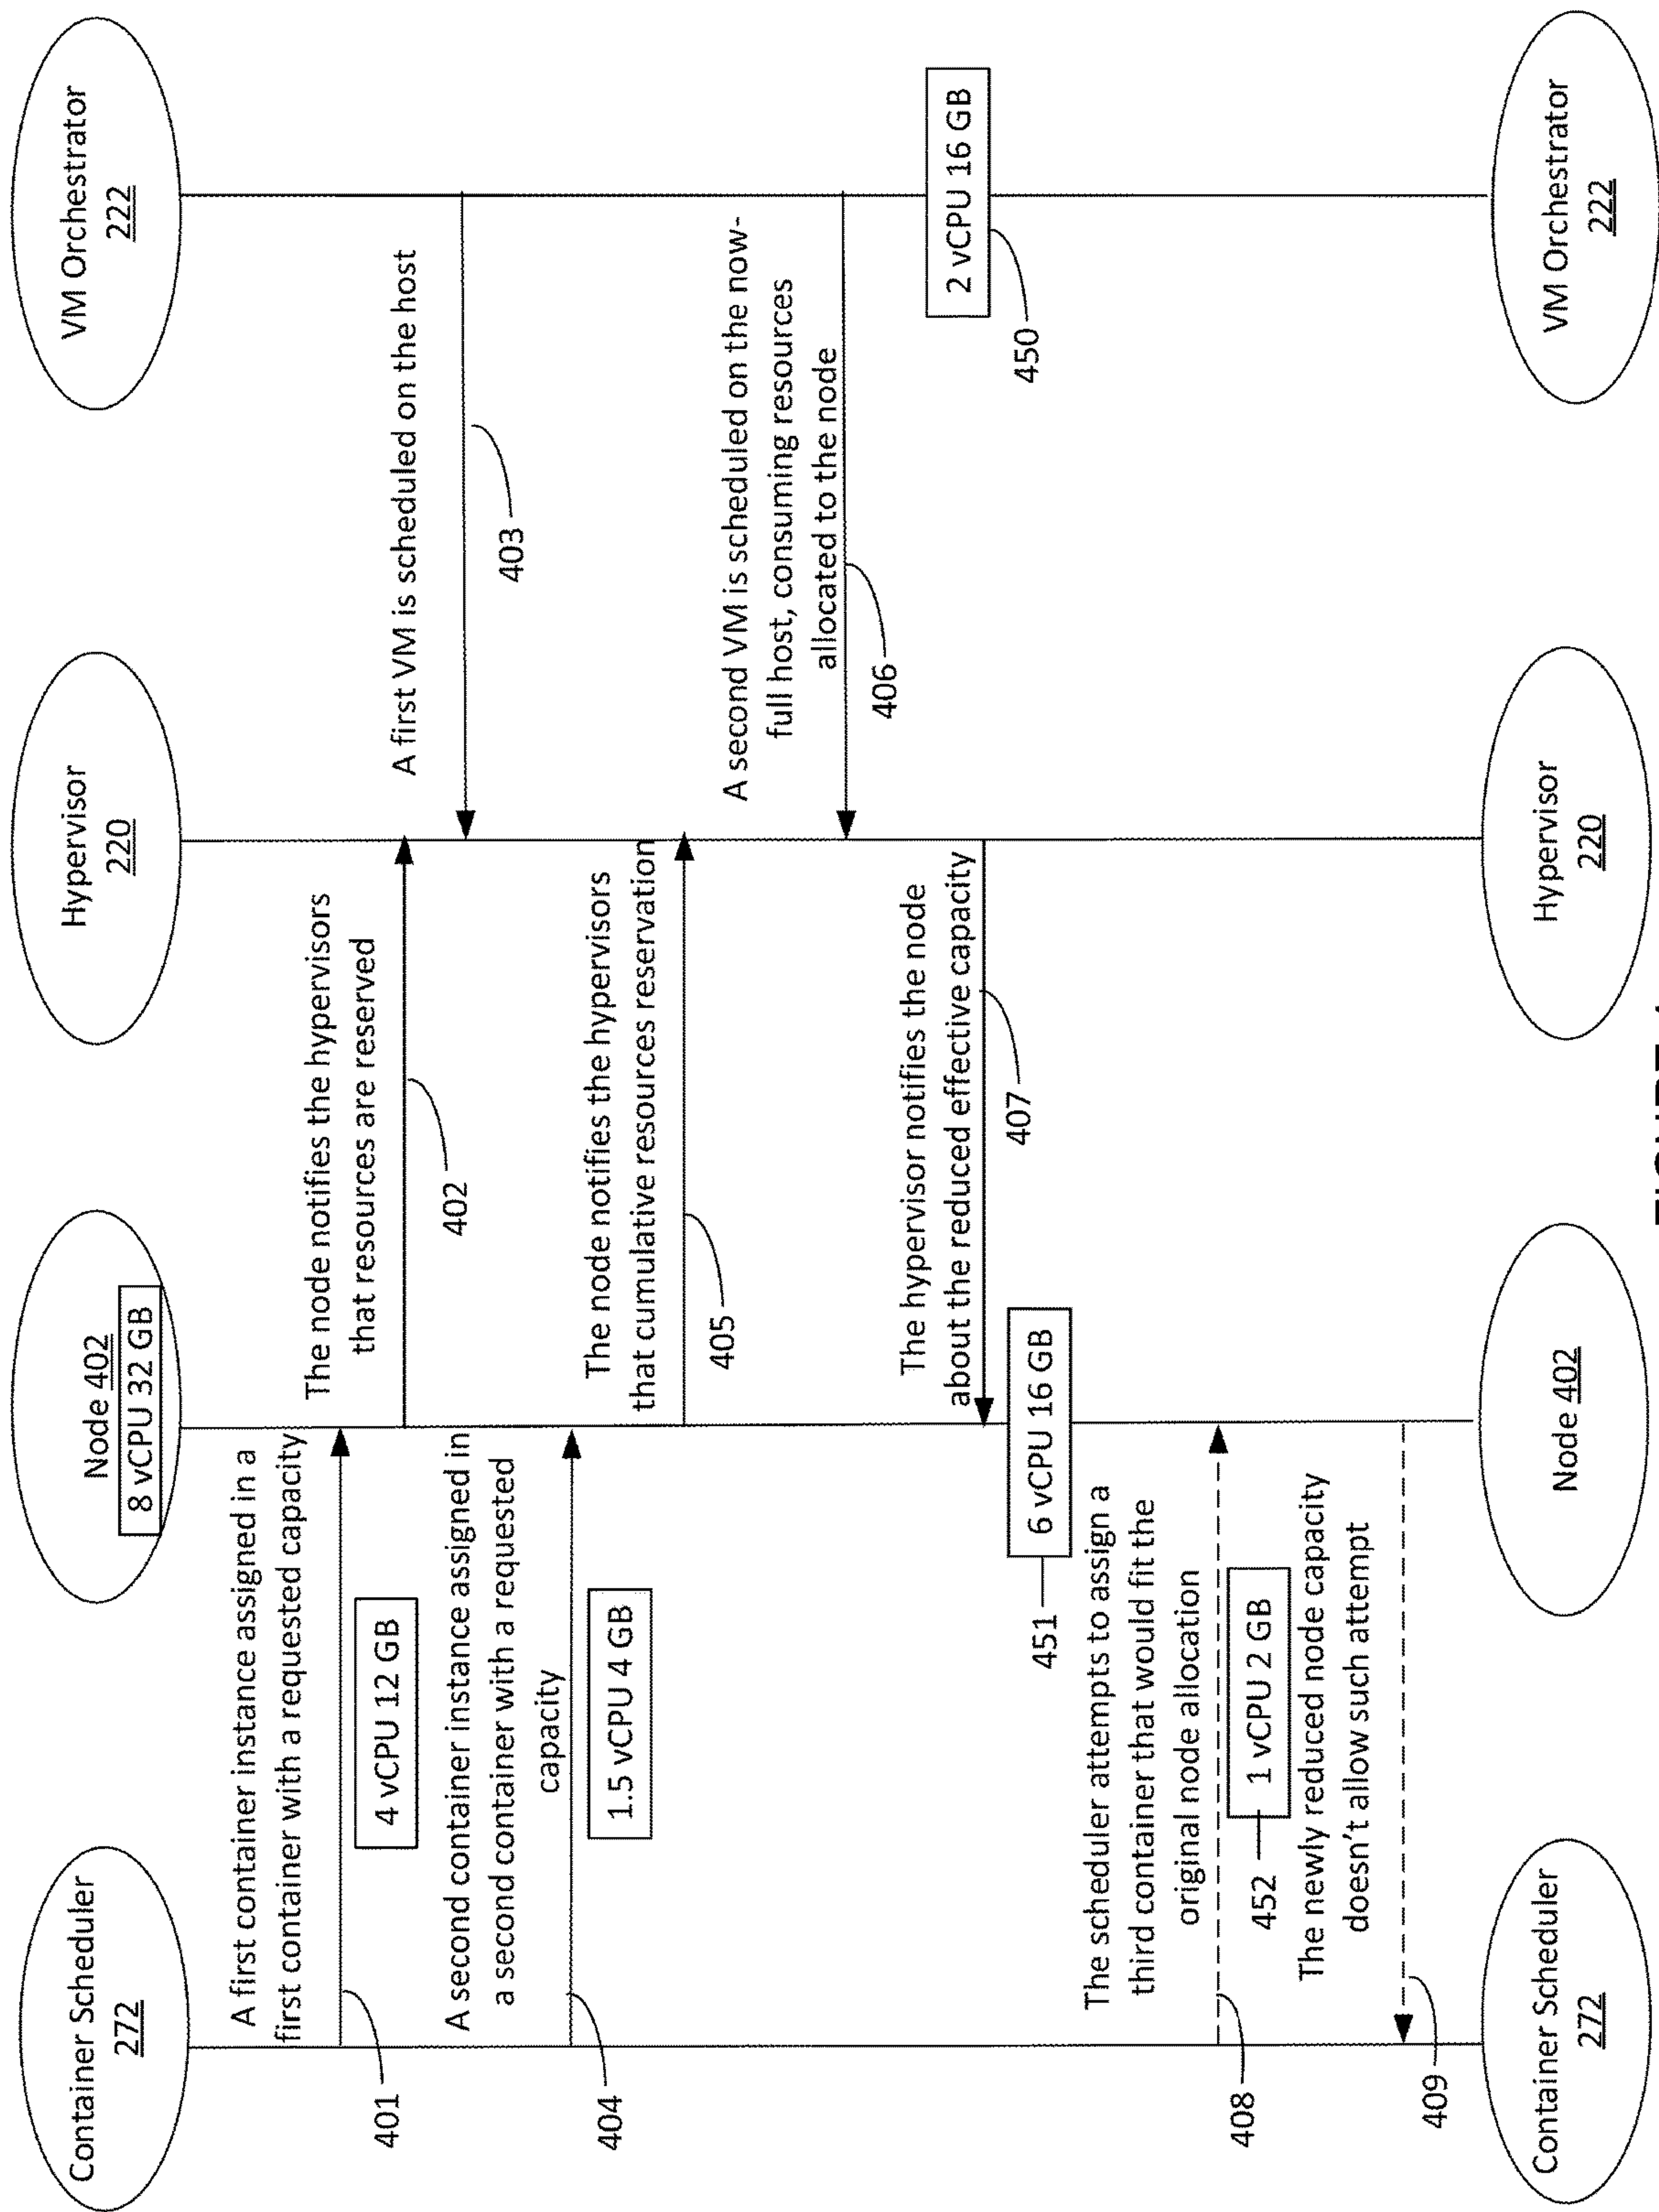 Container Scheduler
272
Node 402
8 vCPU 32 GB
Hypervisor
220
VM Orchestrator
222
A first container instance assigned in a
first container with a requested capacity
401
4 vCPU 12 GB
The node notifies the hypervisors
that resources are reserved
402
A first VM is scheduled on the host
403
A second container instance assigned in
a second container with a requested
capacity
404
1.5 vCPU 4 GB
The node notifies the hypervisors
that cumulative resources reservation
405
A second VM is scheduled on the now-
full host, consuming resources
allocated to the node
406
2 vCPU 16 GB
450
The hypervisor notifies the node
about the reduced effective capacity
407
6 vCPU 16 GB
451
The scheduler attempts to assign a
third container that would fit the
original node allocation
408
1 vCPU 2 GB
452
The newly reduced node capacity
doesn't allow such attempt
409
Container Scheduler
272
Node 402
Hypervisor
220
VM Orchestrator
222